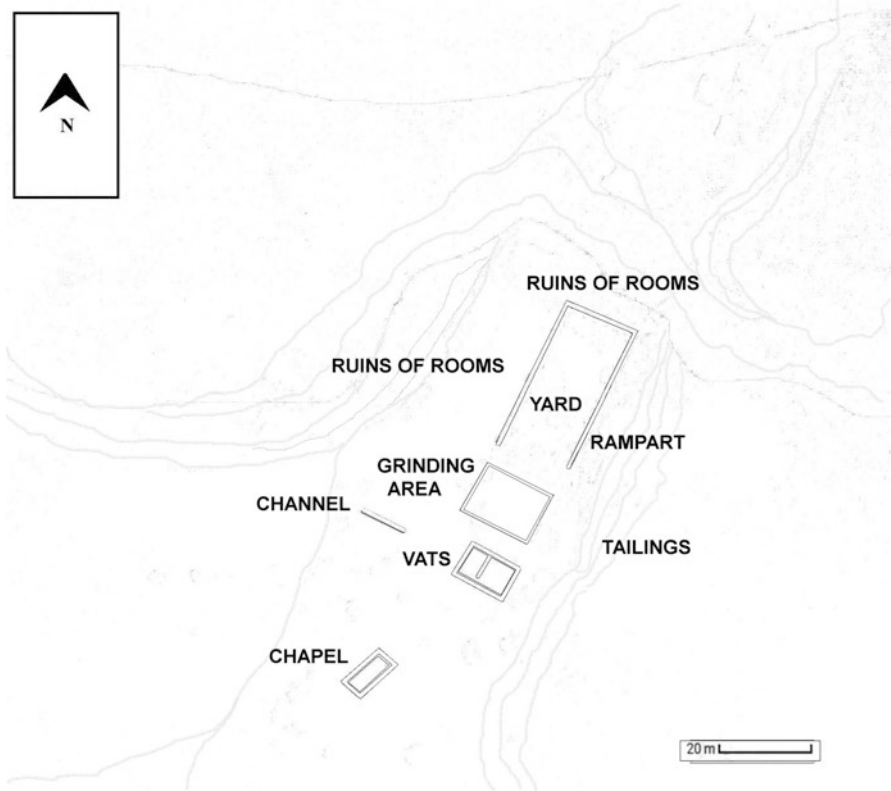 N
RUINS OF ROOMS
RUINS OF ROOMS
YARD
RAMPART
GRINDING
AREA
CHANNEL
TAILINGS
VATS
CHAPEL
20 m